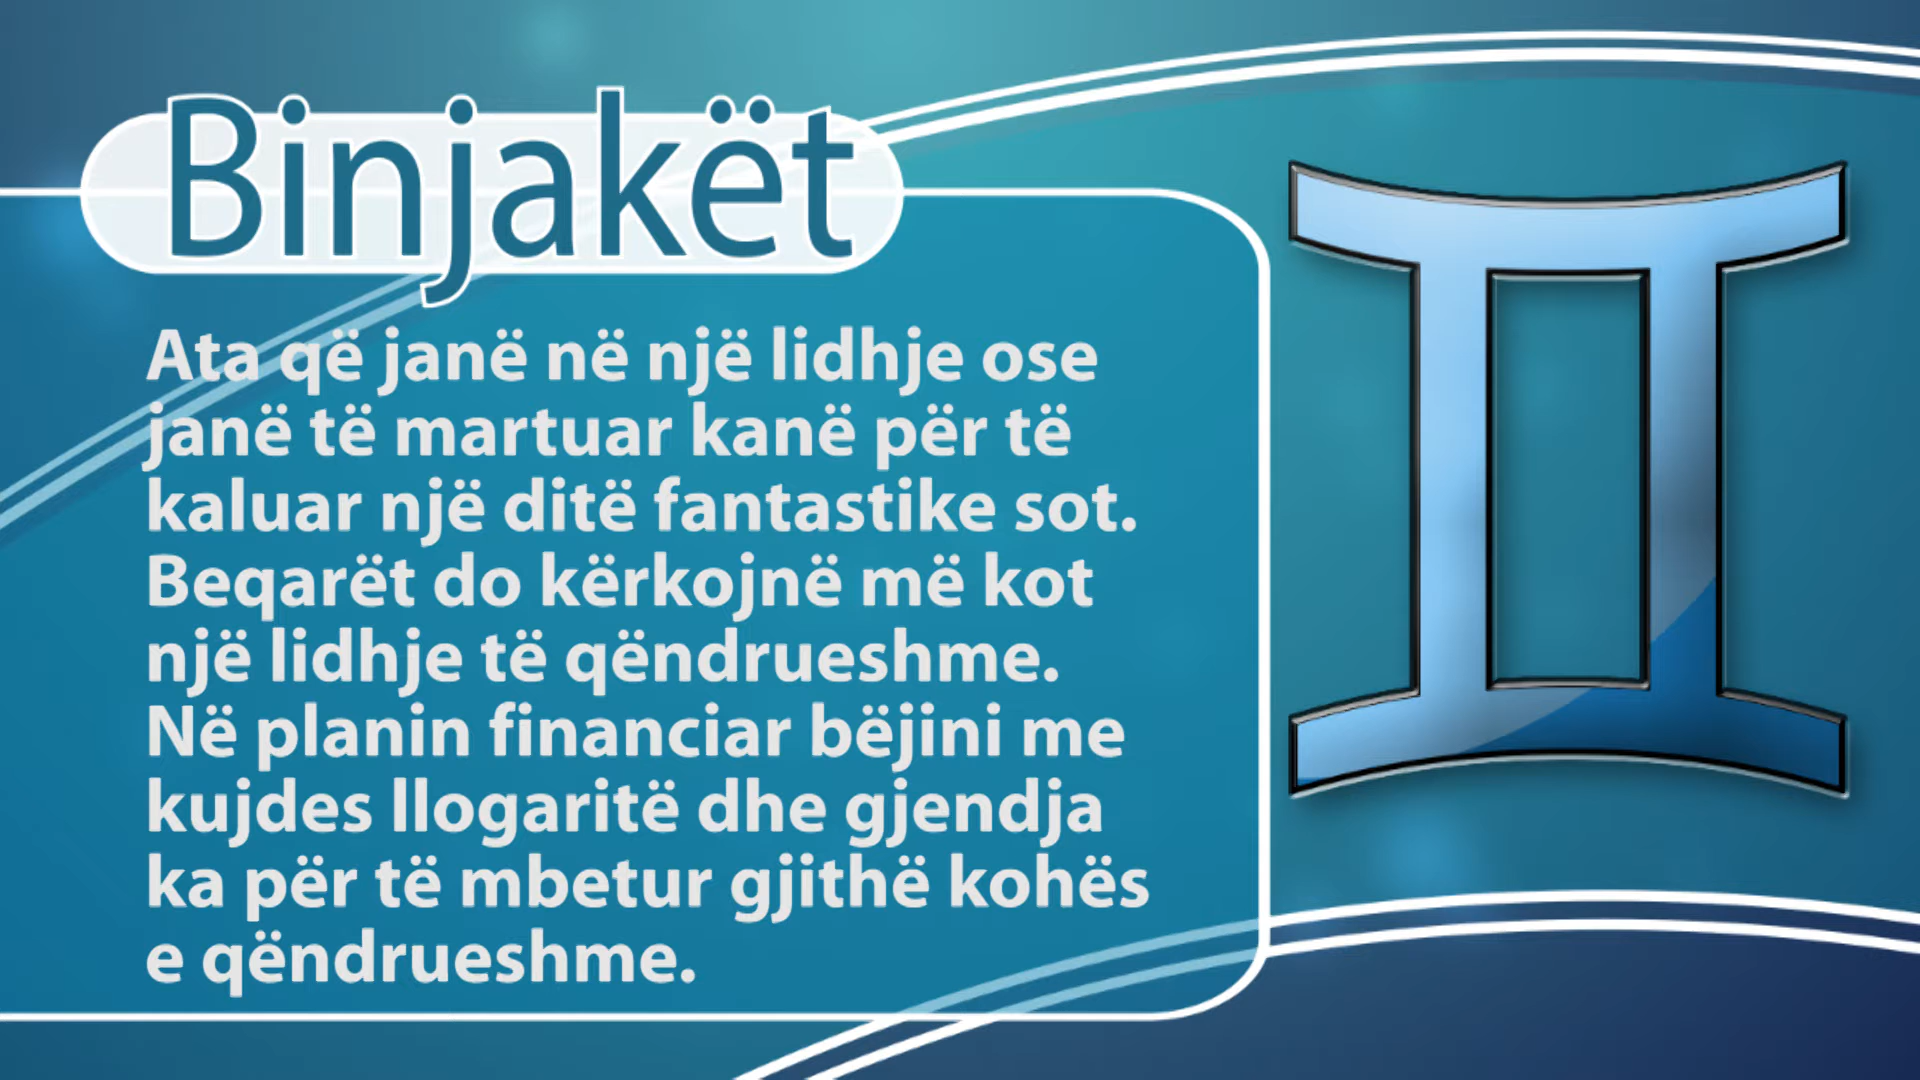 Binjakët
Ata që janë në një lidhje ose
janë të martuar kanë për të
kaluar një ditë fantastike sot.
Beqarët do kërkojnë më kot
një lidhje të qëndrueshme.
Në planin financiar bëjini me
kujdes llogaritë dhe gjendja
ka për të mbetur gjithë kohës
e qëndrueshme.